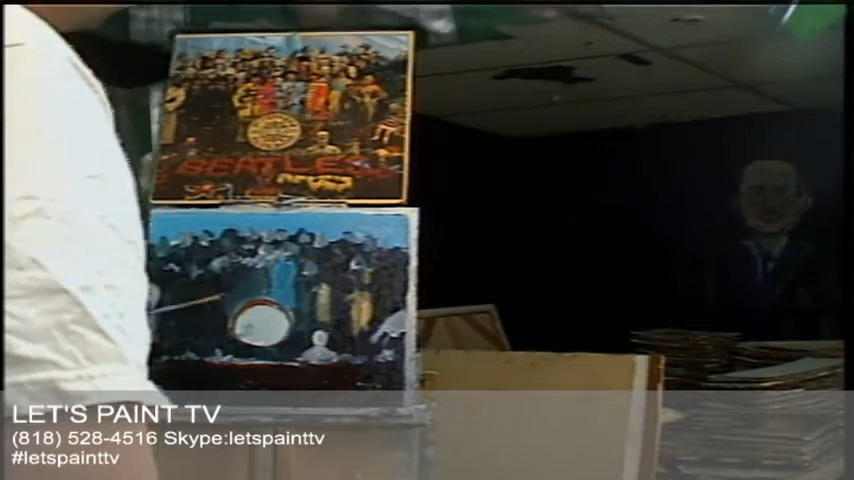 BEATLES
LET'S PAINT TV
(818) 528-4516 Skype:letspainttv
#letspainttv